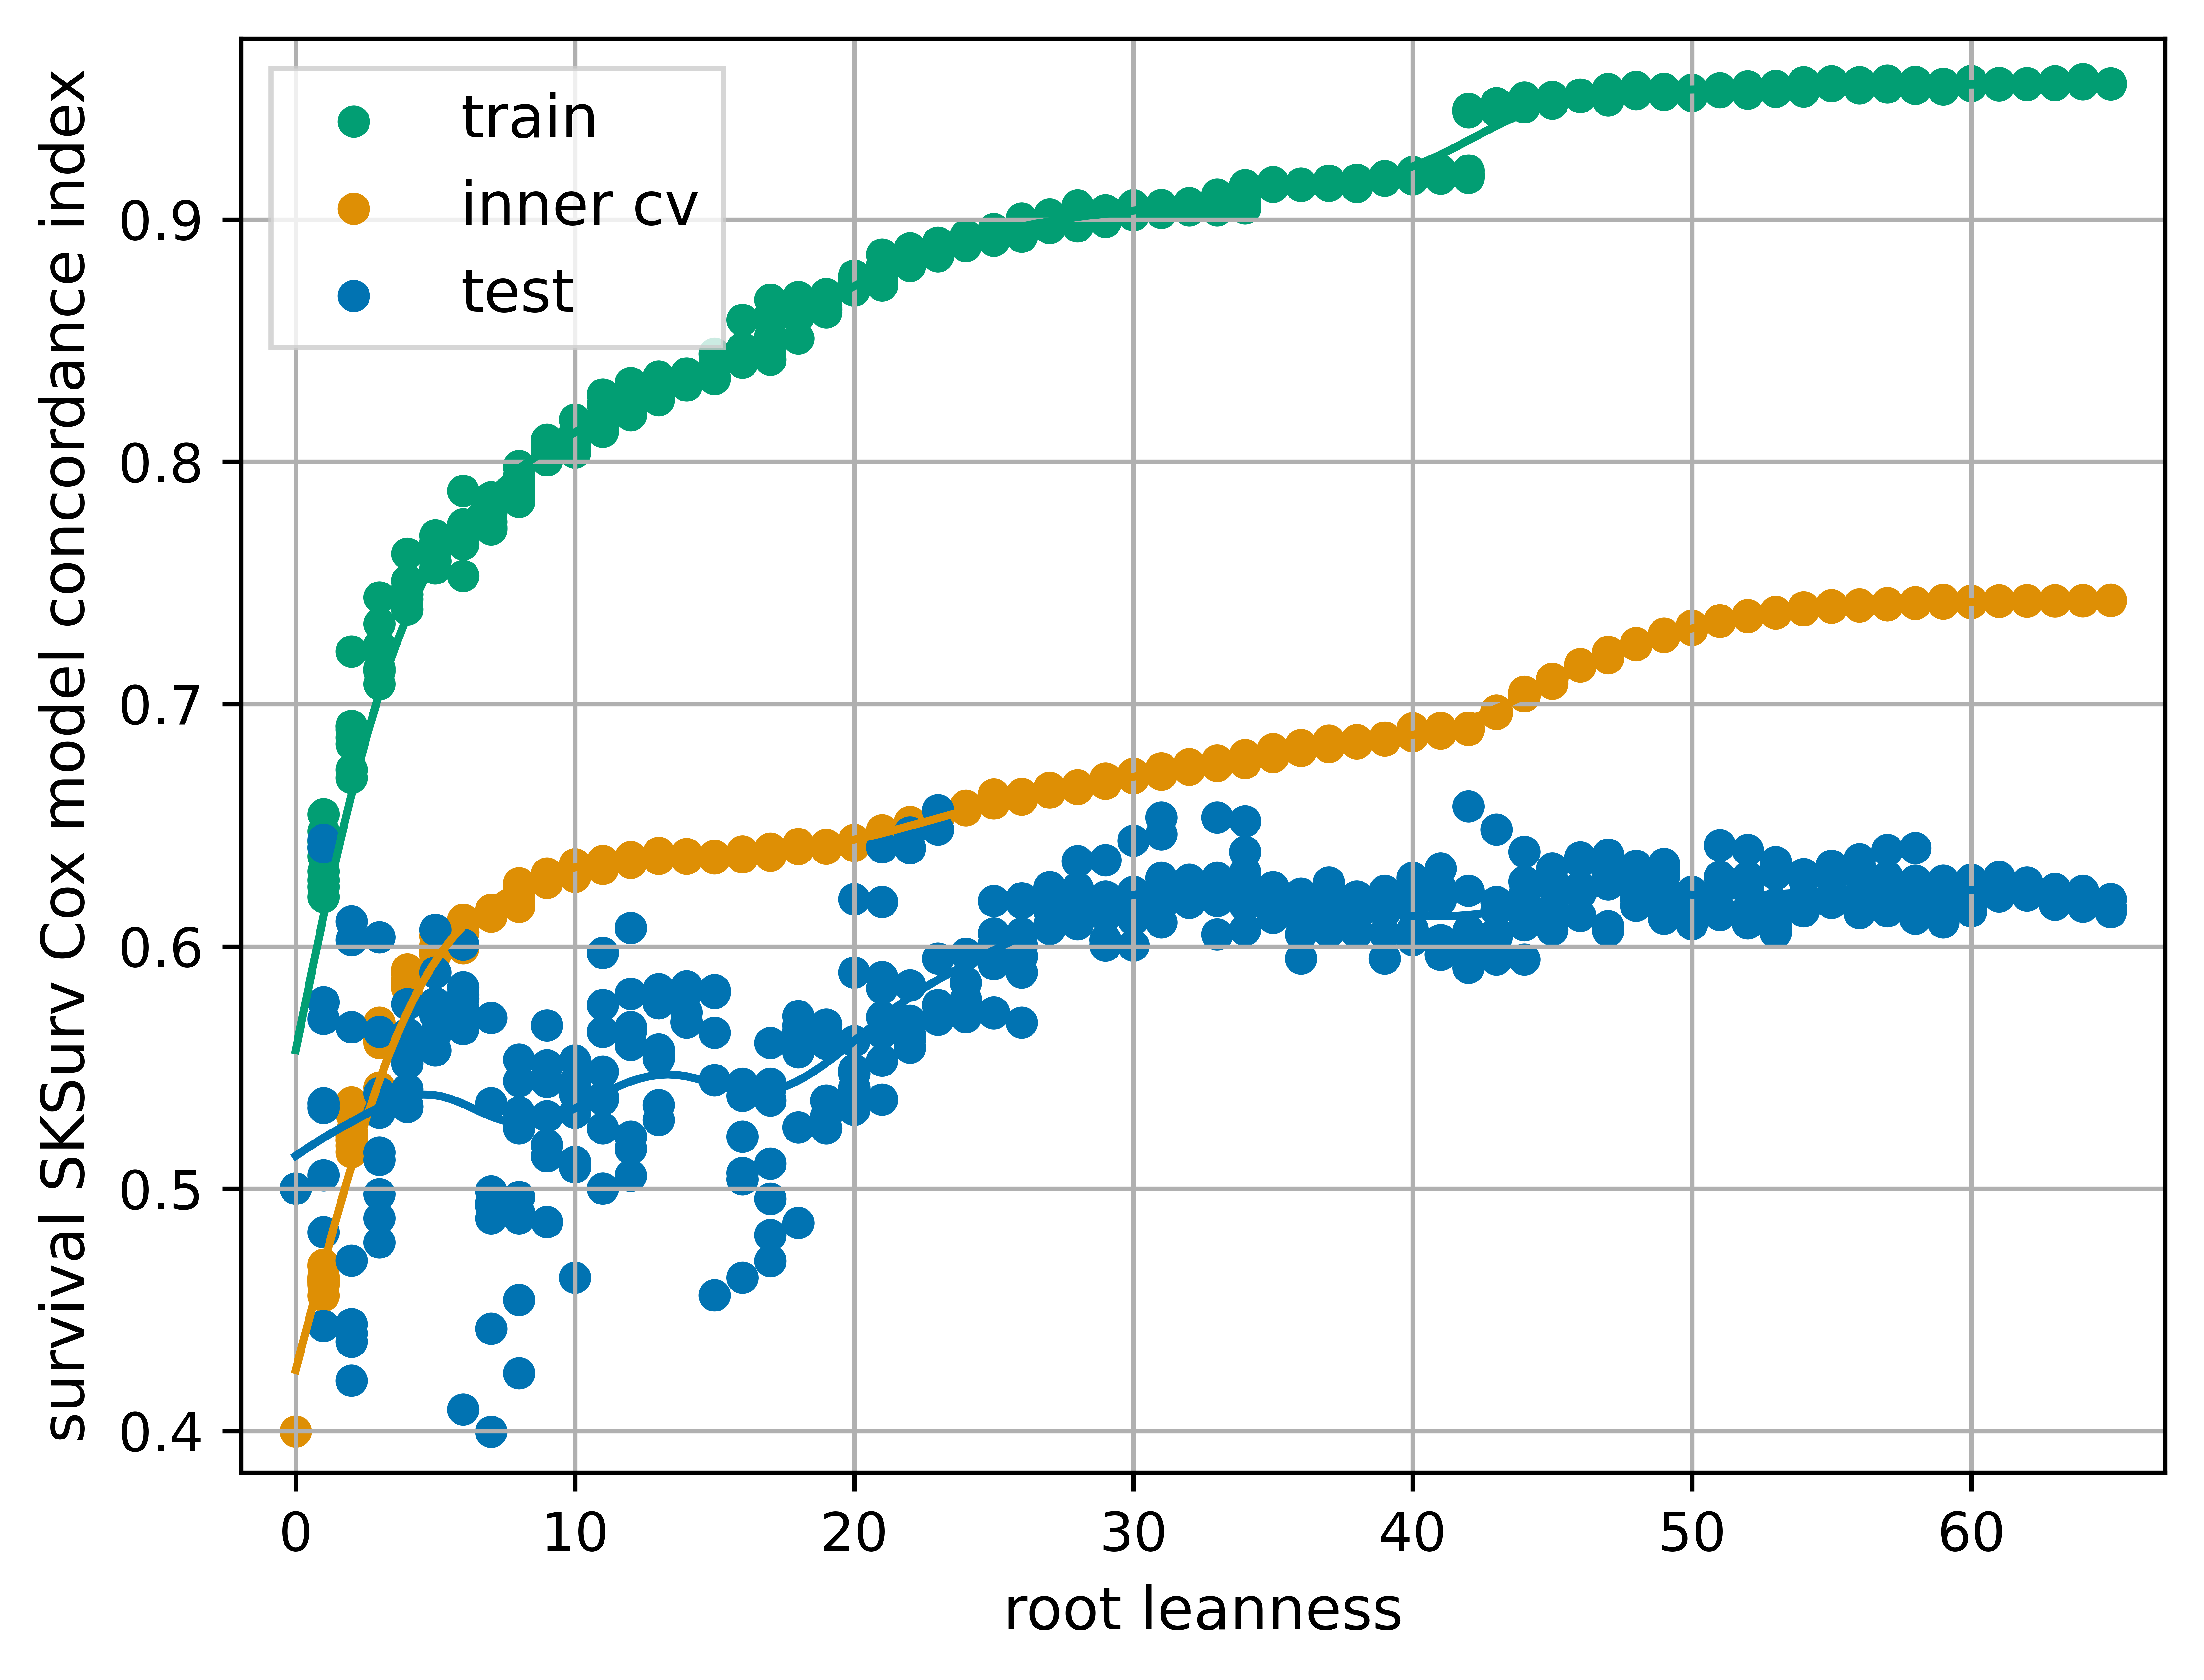 survival SKSurv Cox model concordance index
train
inner cv
test
0.9
0.8
0.7
0.6
0.5
0.4
0 10 20 30 40 50 60
root leanness